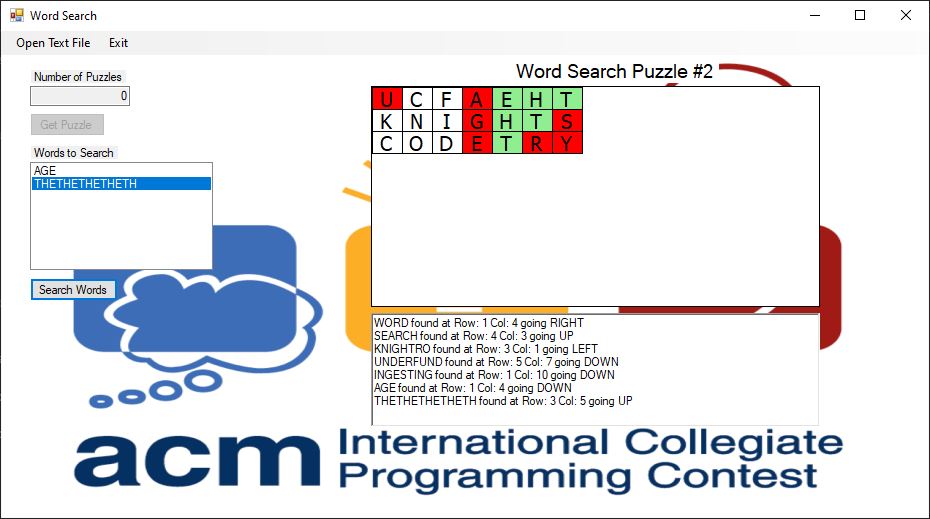 Word Search
Open Text File Exit
Number of Puzzles
0
Get Puzzle
Words to Search
AGE
THETHETHETHETH
Search Words
Word Search Puzzle #2
U C F A E H T
K N I G H T S
C O D E T R Y
WORD found at Row: 1 Col: 4 going RIGHT
SEARCH found at Row: 4 Col: 3 going UP
KNIGHTRO found at Row: 3 Col: 1 going LEFT
UNDERFUND found at Row: 5 Col: 7 going DOWN
INGESTING found at Row: 1 Col: 10 going DOWN
AGE found at Row: 1 Col: 4 going DOWN
THETHETHETHETH found at Row: 3 Col: 5 going UP
acm International Collegiate
Programming Contest